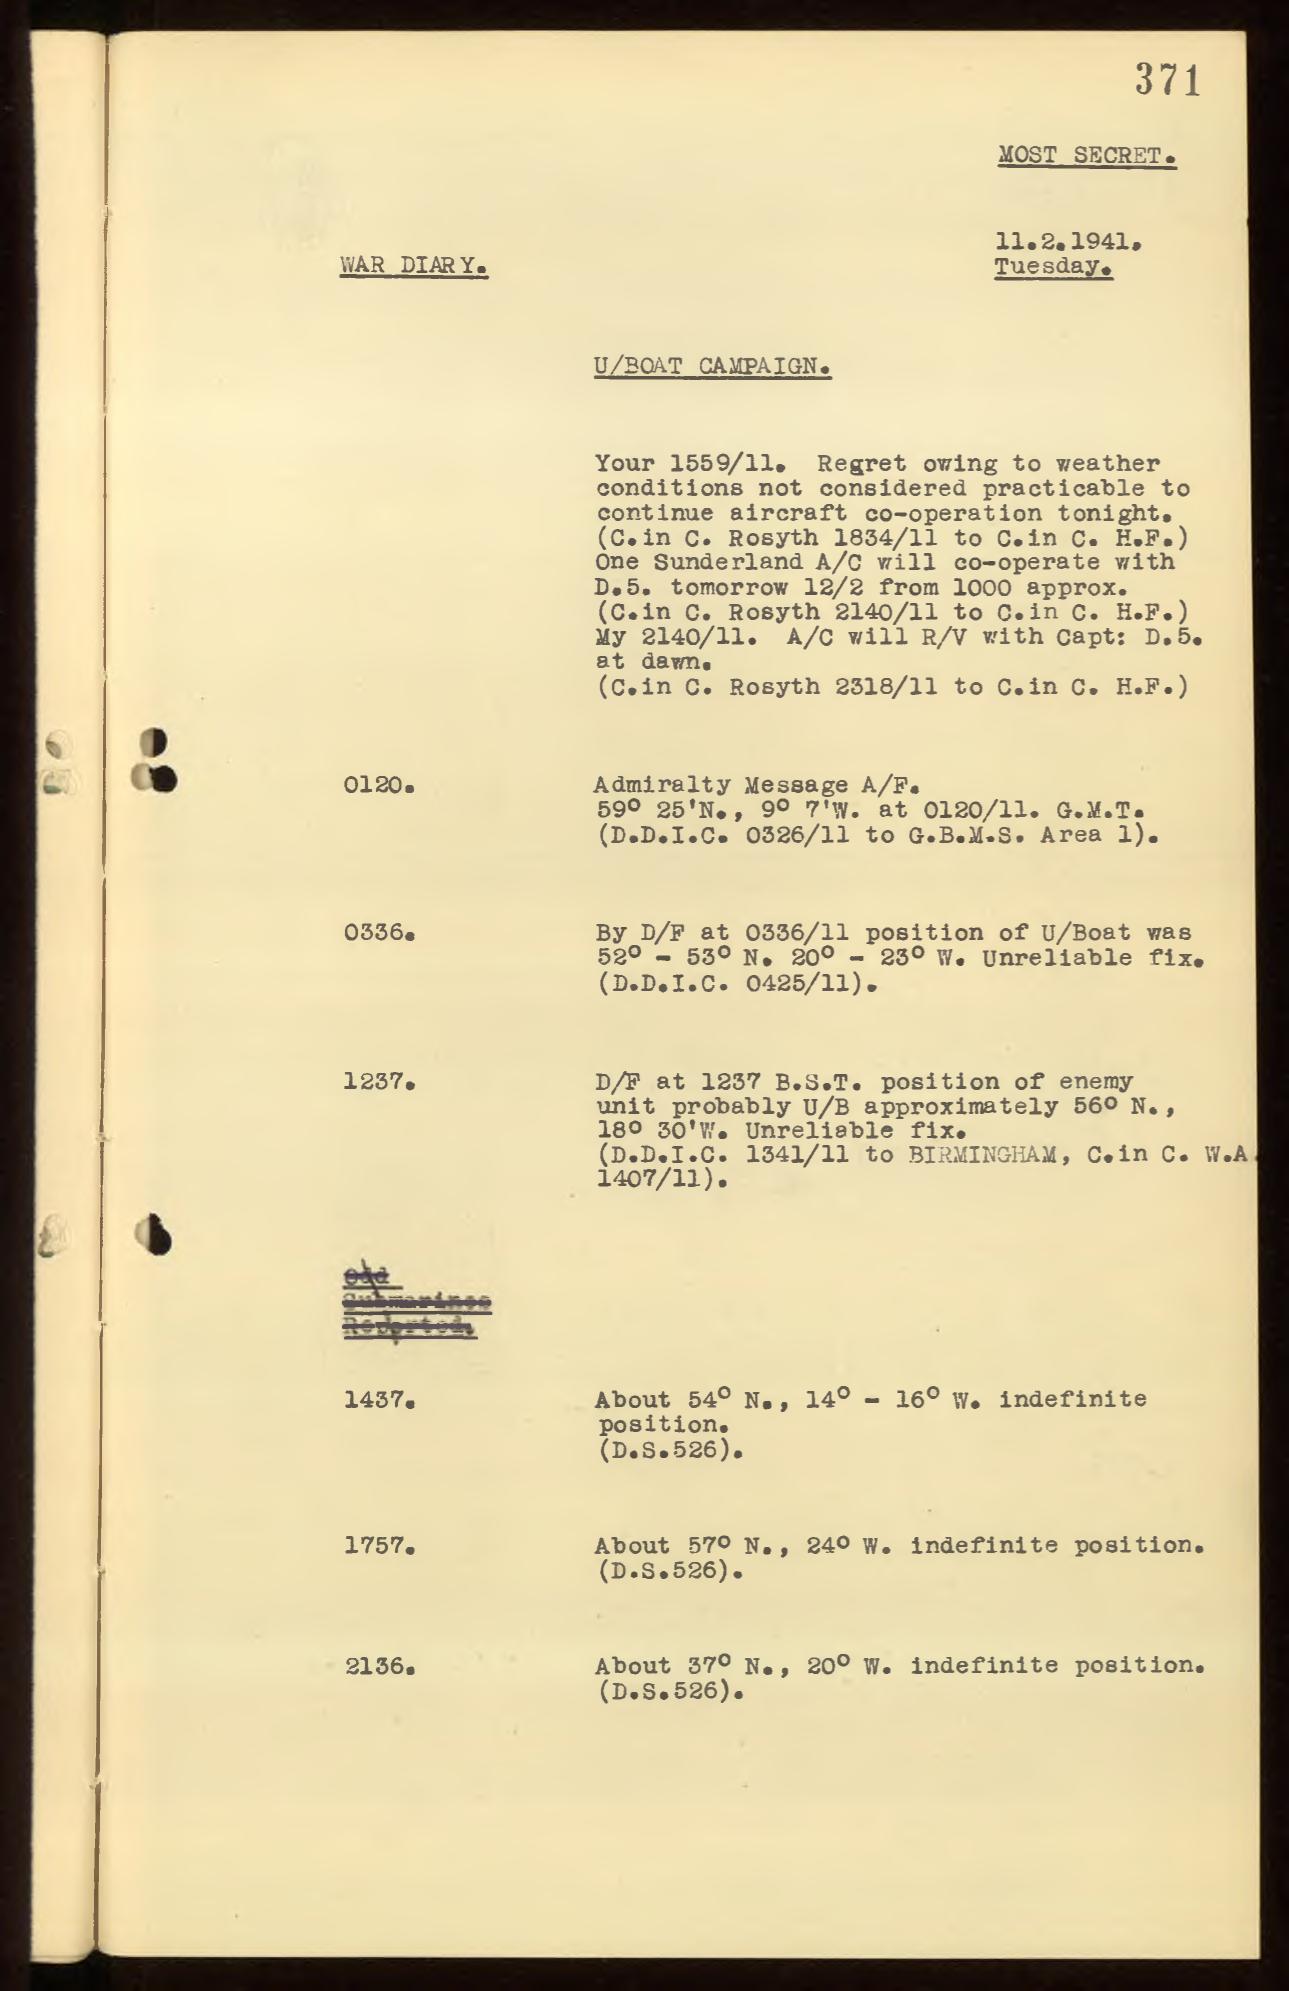 371
MOST SECRET.
11.2.1941.
WAR DIARY.
Tuesday.
U/BOAT CAMPAIGN.
Your 1559/11. Regret owing to weather
conditions not considered practicable to
continue aircraft co-operation tonight.
(C.in C. Rosyth 1834/11 to C.in C. H.F.)
One Sunderland A/C will co-operate with
D.5. tomorrow 12/2 from 1000 approx.
(C.in C. Rosyth 2140/11 to C.in C. H.F.)
My 2140/11. A/C will R/V with Capt: D.5.
at dawn.
(C.in C. Rosyth 2318/11 to C.in C. H.F.)
0120. Admiralty Message A/F.
59° 25'N., 9° 7'W. at 0120/11. G.M.T.
(D.D.I.C. 0326/11 to G.B.M.S. Area 1).
0336. By D/F at 0336/11 position of U/Boat was
52° - 53° N. 20° - 23° W. Unreliable fix.
(D.D.I.C. 0425/11).
1237. D/F at 1237 B.S.T. position of enemy
unit probably U/B approximately 56° N.,
18° 30'W. Unreliable fix.
(D.D.I.C. 1341/11 to BIRMINGHAM, C.in C. W.A.
1407/11).
Odd
Submarines
Reported.
1437. About 54° N., 14° - 16° W. indefinite
position.
(D.S.526).
1757. About 57° N., 24° W. indefinite position.
(D.S.526).
2136. About 37° N., 20° W. indefinite position.
(D.S.526).